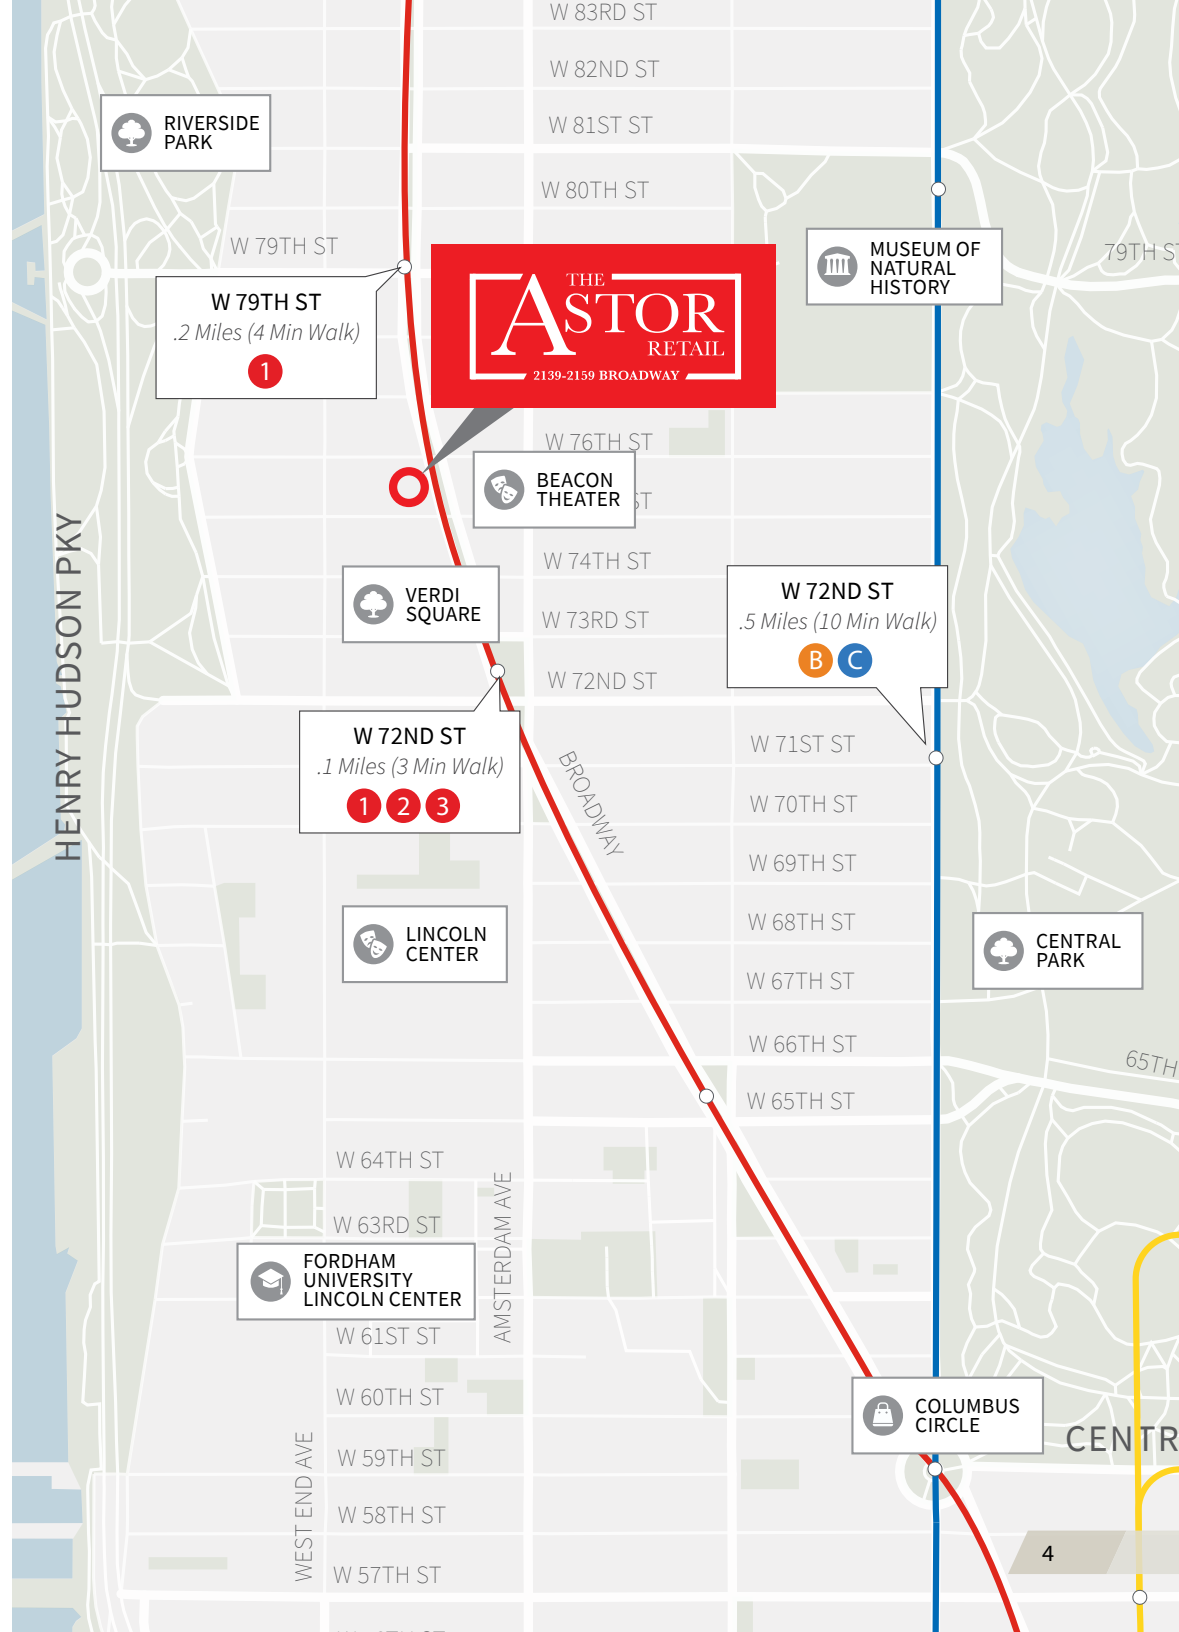 W 83RD ST
W 82ND ST
W 81ST ST
RIVERSIDE
PARK
W 80TH ST
W 79TH ST
MUSEUM OF
NATURAL
HISTORY
79TH ST
W 79TH ST
.2 Miles (4 Min Walk)
1
THE
ASTOR
RETAIL
2139-2159 BROADWAY
W 76TH ST
BEACON
THEATER
ST
W 74TH ST
VERDI
SQUARE
W 73RD ST
W 72ND ST
.5 Miles (10 Min Walk)
B C
HENRY HUDSON PKY
W 72ND ST
W 72ND ST
.1 Miles (3 Min Walk)
1 2 3
W 71ST ST
BROADWAY
W 70TH ST
W 69TH ST
W 68TH ST
LINCOLN
CENTER
CENTRAL
PARK
W 67TH ST
W 66TH ST
65TH
W 65TH ST
W 64TH ST
W 63RD ST
AMSTERDAM AVE
FORDHAM
UNIVERSITY
LINCOLN CENTER
W 61ST ST
W 60TH ST
COLUMBUS
CIRCLE
CENTR
W 59TH ST
WEST END AVE
W 58TH ST
4
W 57TH ST